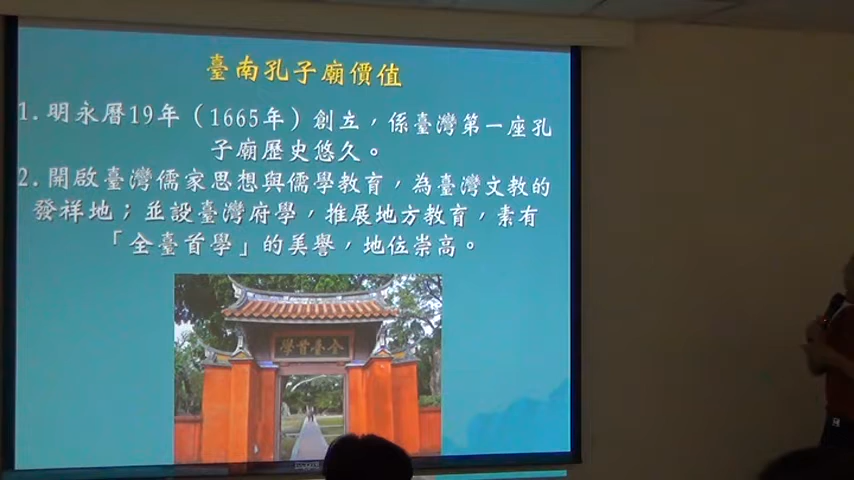 臺南孔子廟價值
1.明永曆19年（1665年）創立，係臺灣第一座孔
子廟歷史悠久。
2.開啟臺灣儒家思想與儒學教育，為臺灣文教的
發祥地；並設臺灣府學，推展地方教育，素有
「全臺首學」的美譽，地位崇高。
學首臺全